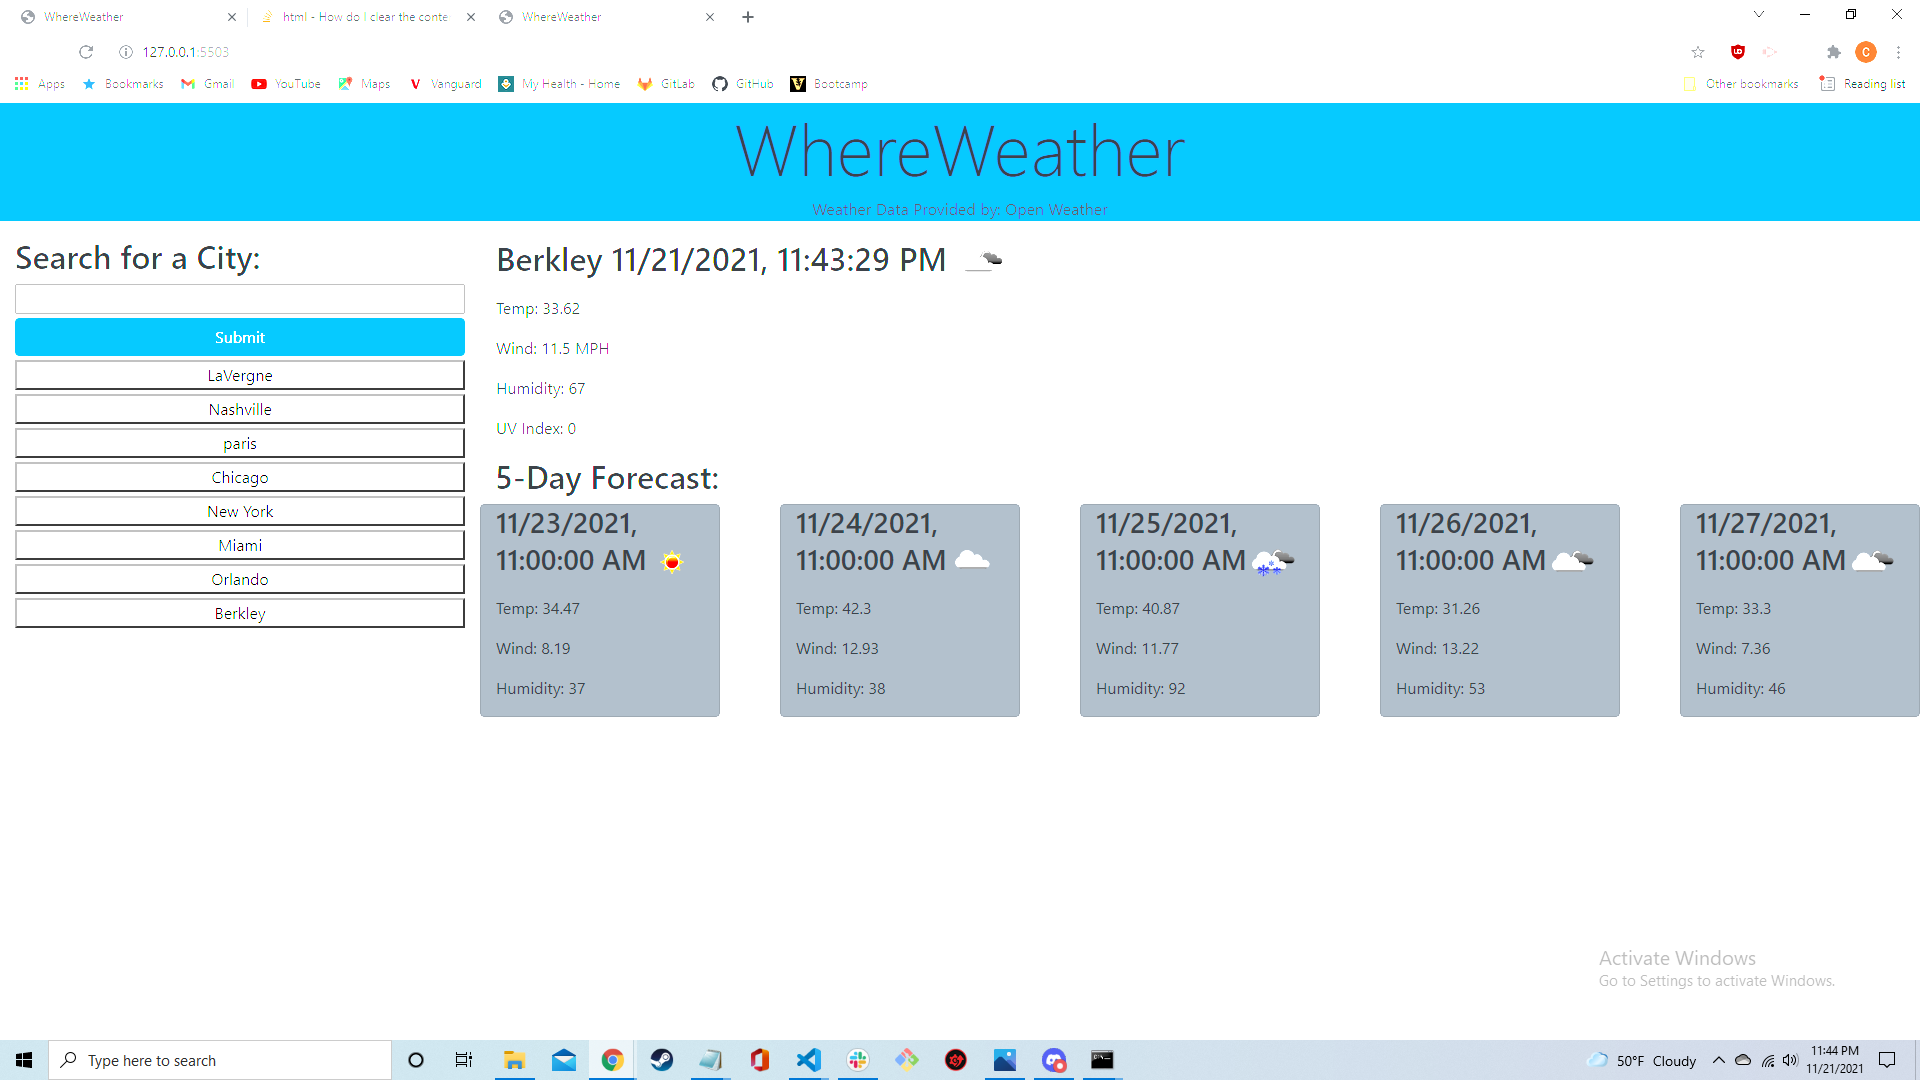 WhereWeather
html - How do I clear the conte
WhereWeather
127.0.0.1:5503
Apps
Bookmarks
Gmail
YouTube
Maps
Vanguard
My Health - Home
GitLab
GitHub
Bootcamp
Other bookmarks
Reading list
WhereWeather
Weather Data Provided by: Open Weather
Search for a City:
Submit
LaVergne
Nashville
paris
Chicago
New York
Miami
Orlando
Berkley
Berkley 11/21/2021, 11:43:29 PM
Temp: 33.62
Wind: 11.5 MPH
Humidity: 67
UV Index: 0
5-Day Forecast:
11/23/2021,
11:00:00 AM
Temp: 34.47
Wind: 8.19
Humidity: 37
11/24/2021,
11:00:00 AM
Temp: 42.3
Wind: 12.93
Humidity: 38
11/25/2021,
11:00:00 AM
Temp: 40.87
Wind: 11.77
Humidity: 92
11/26/2021,
11:00:00 AM
Temp: 31.26
Wind: 13.22
Humidity: 53
11/27/2021,
11:00:00 AM
Temp: 33.3
Wind: 7.36
Humidity: 46
Activate Windows
Go to Settings to activate Windows.
Type here to search
50°F Cloudy
11:44 PM
11/21/2021